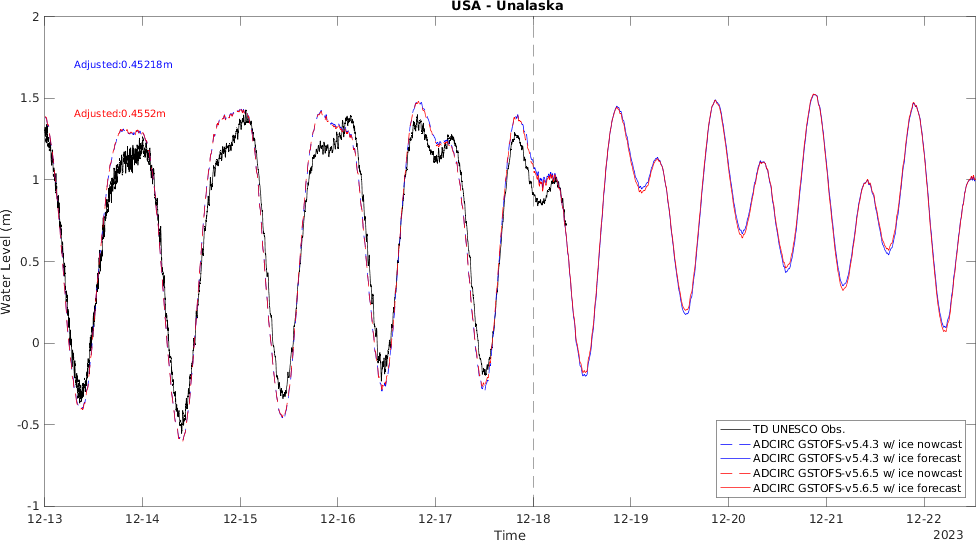 USA - Unalaska
2
1.5
1
0.5
0
-0.5
-1
Water Level (m)
Adjusted:0.45218m
Adjusted:0.4552m
TD UNESCO Obs.
ADCIRC GSTOFS-v5.4.3 w/ ice nowcast
ADCIRC GSTOFS-v5.4.3 w/ ice forecast
ADCIRC GSTOFS-v5.6.5 w/ ice nowcast
ADCIRC GSTOFS-v5.6.5 w/ ice forecast
12-13 12-14 12-15 12-16 12-17 12-18 12-19 12-20 12-21 12-22
Time
2023